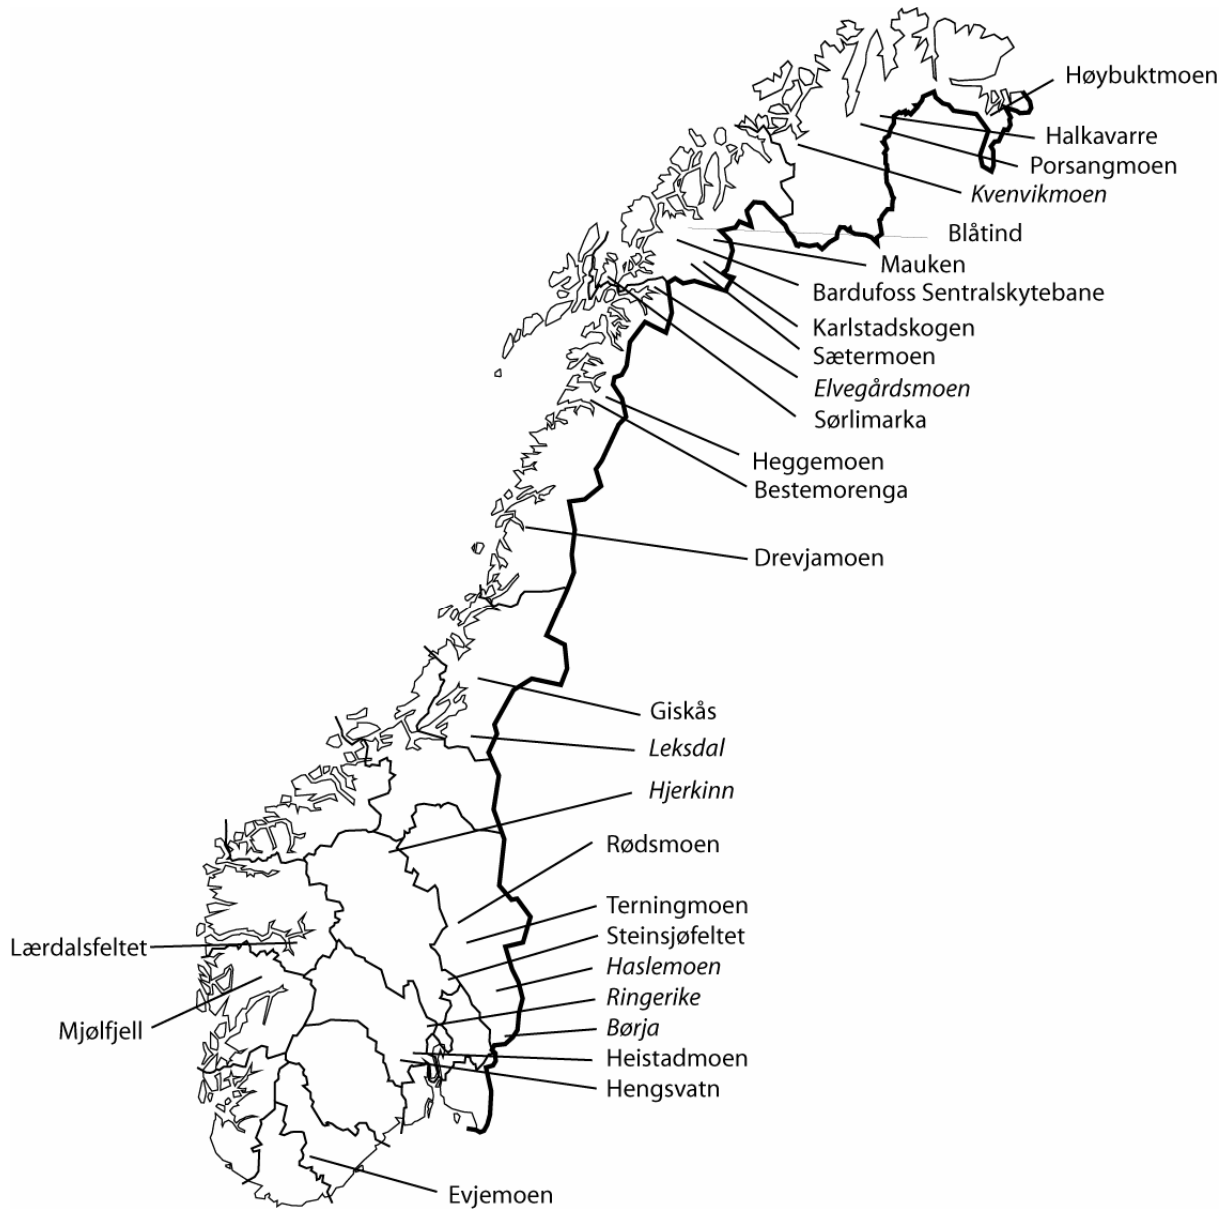 Høybuktmoen
Halkavarre
Porsangmoen
Kvenvikmoen
Blåtind
Mauken
Bardufoss Sentralskytebane
Karlstadskogen
Sætermoen
Elvegårdsmoen
Sørlimarka
Heggemoen
Bestemorenga
Drevjamoen
Giskås
Leksdal
Hjerkinn
Rødsmoen
Terningmoen
Steinsjøfeltet
Lærdalsfeltet
Haslemoen
Ringerike
Mjølfjell
Børja
Heistadmoen
Hengsvatn
Evjemoen